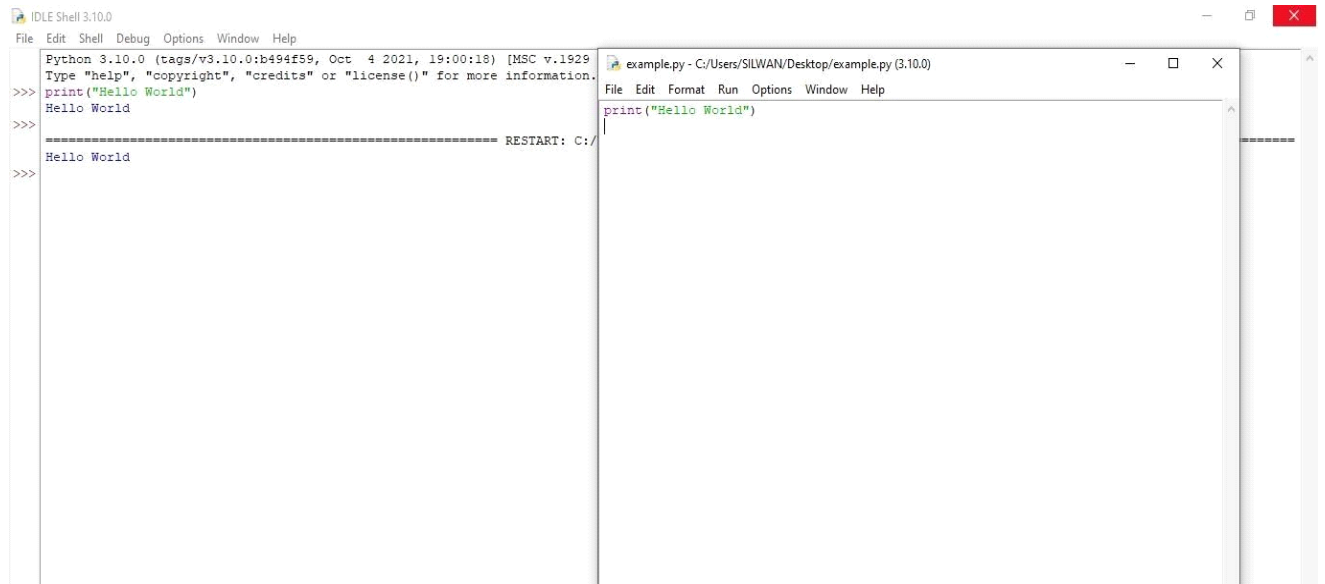 IDLE Shell 3.10.0
File Edit Shell Debug Options Window Help
Python 3.10.0 (tags/v3.10.0:b494f59, Oct  4 2021, 19:00:18) [MSC v.1929
Type "help", "copyright", "credits" or "license()" for more information.
>>> print("Hello World")
Hello World
>>>
============================================================ RESTART: C:/ =======
Hello World
>>>
example.py - C:/Users/SILWAN/Desktop/example.py (3.10.0)
File Edit Format Run Options Window Help
print("Hello World")